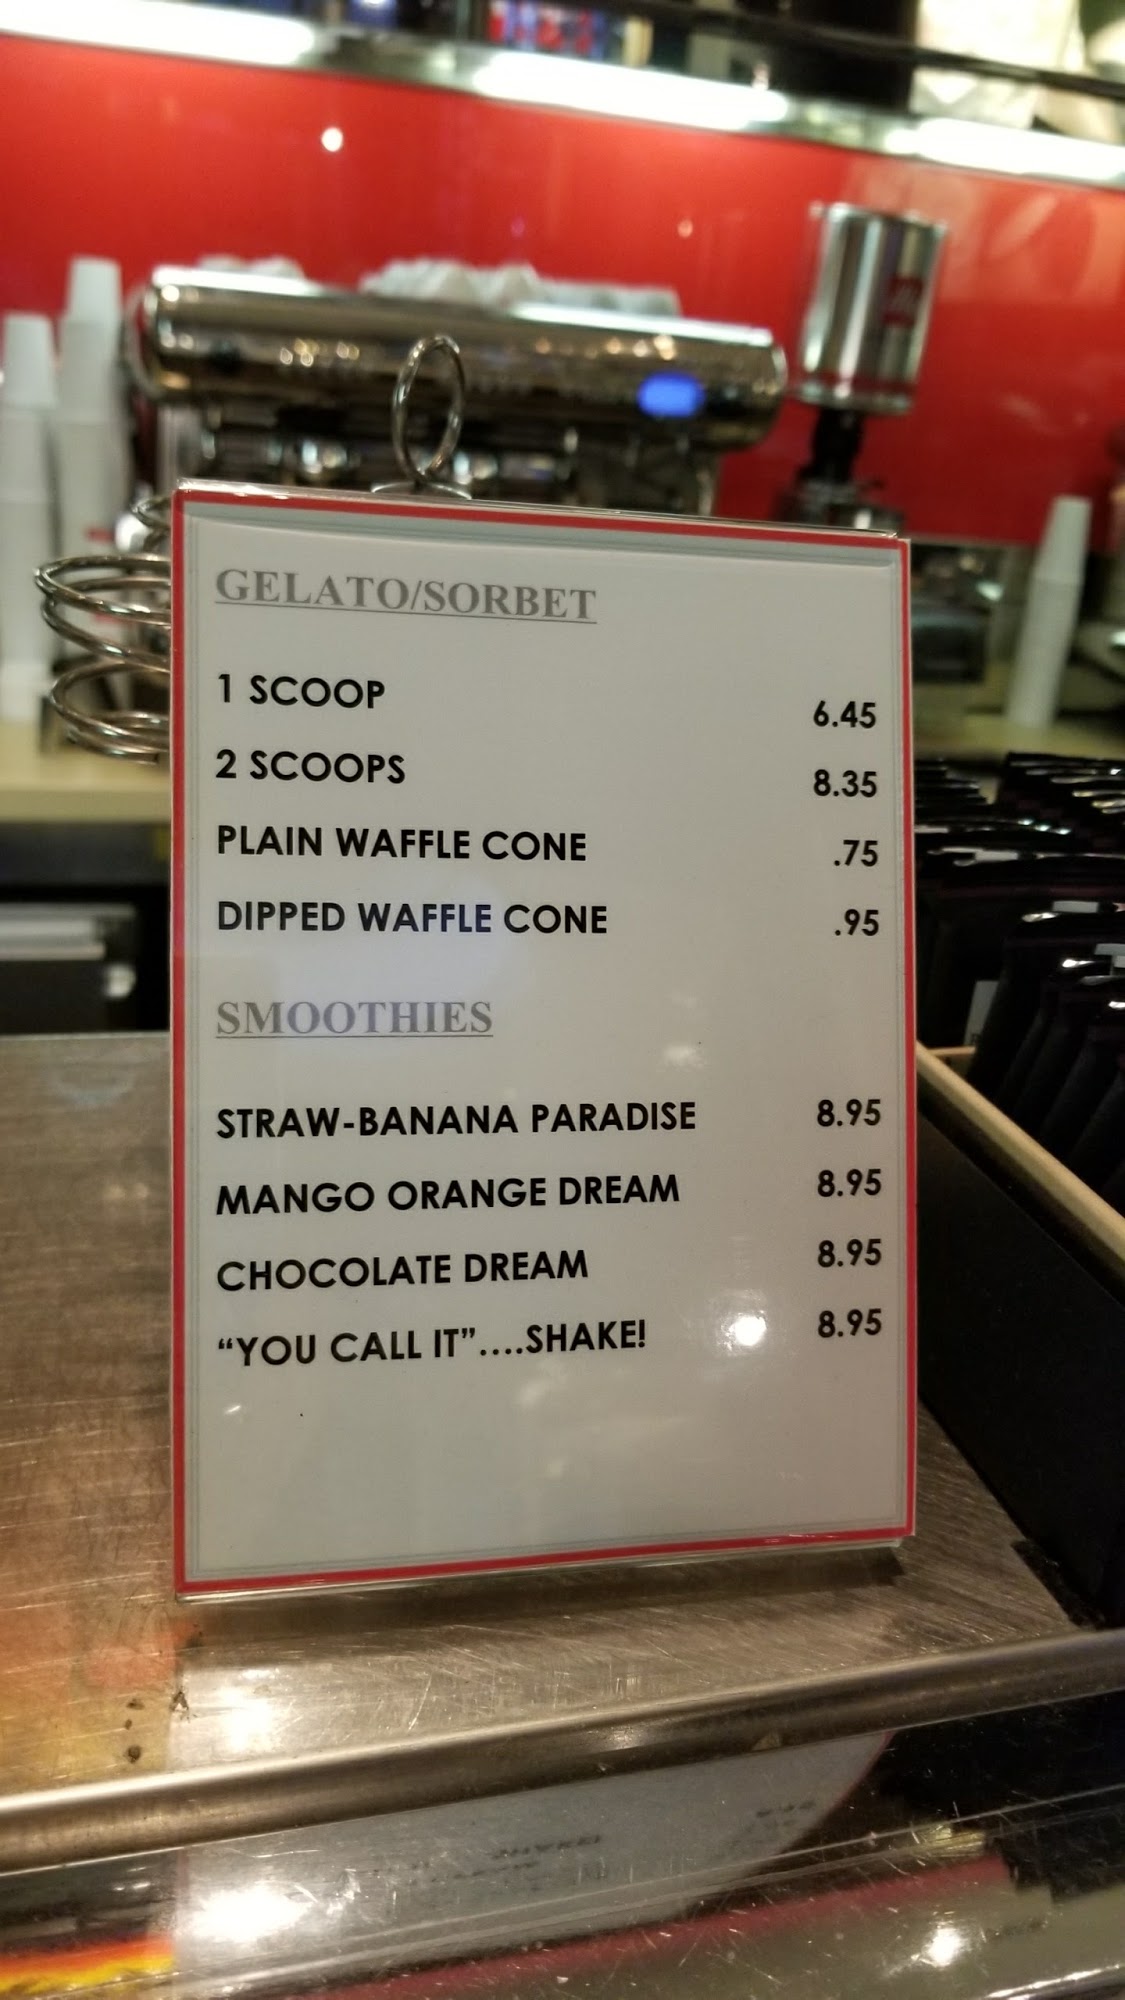 GELATO/SORBET
1 SCOOP 6.45
2 SCOOPS 8.35
PLAIN WAFFLE CONE .75
DIPPED WAFFLE CONE .95
SMOOTHIES
STRAW-BANANA PARADISE 8.95
MANGO ORANGE DREAM 8.95
CHOCOLATE DREAM 8.95
“YOU CALL IT”....SHAKE! 8.95